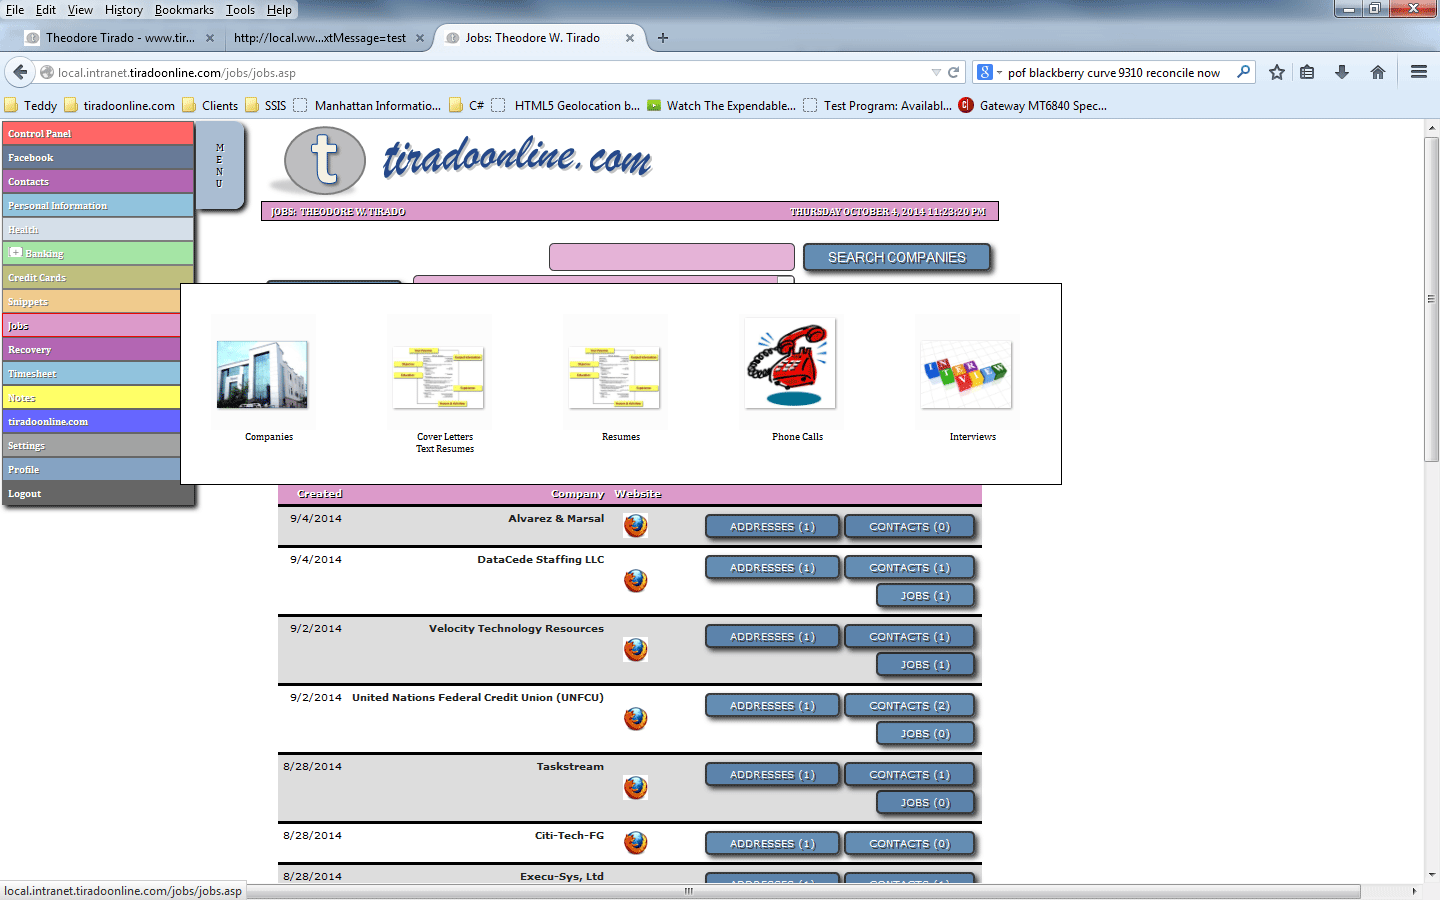 File Edit View History Bookmarks Tools Help
Theodore Tirado - www.tir... http://local.ww...xtMessage=test Jobs: Theodore W. Tirado
local.intranet.tiradoonline.com/jobs/jobs.asp
pof blackberry curve 9310 reconcile now
Teddy tiradoonline.com Clients SSIS Manhattan Informatio... C# HTML5 Geolocation b... Watch The Expendable... Test Program: Availabl... Gateway MT6840 Spec...
Control Panel
Facebook
Contacts
Personal Information
Health
Banking
Credit Cards
Snippets
Jobs
Recovery
Timesheet
Notes
tiradoonline.com
Settings
Profile
Logout
M
E
N
U
t tiradoonline.com
JOBS: THEODORE W. TIRADO THURSDAY OCTOBER 4, 2014 11:23:20 PM
SEARCH COMPANIES
INTERVIEW
Companies
Cover Letters
Text Resumes
Resumes
Phone Calls
Interviews
Created Company Website
9/4/2014 Alvarez & Marsal ADDRESSES (1) CONTACTS (0)
9/4/2014 DataCede Staffing LLC ADDRESSES (1) CONTACTS (1)
JOBS (1)
9/2/2014 Velocity Technology Resources ADDRESSES (1) CONTACTS (1)
JOBS (1)
9/2/2014 United Nations Federal Credit Union (UNFCU) ADDRESSES (1) CONTACTS (2)
JOBS (0)
8/28/2014 Taskstream ADDRESSES (1) CONTACTS (1)
JOBS (0)
8/28/2014 Citi-Tech-FG ADDRESSES (1) CONTACTS (0)
8/28/2014 Execu-Sys, Ltd
local.intranet.tiradoonline.com/jobs/jobs.asp